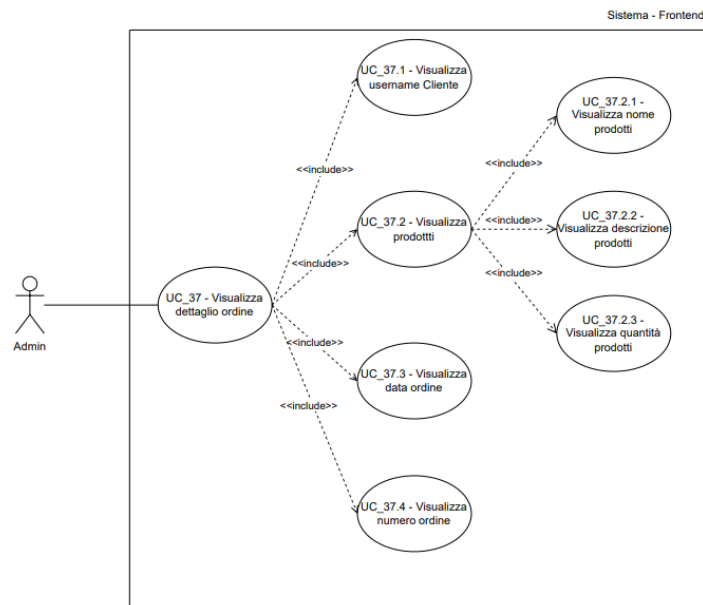 Sistema - Frontend
UC_37.1 - Visualizza
username Cliente
UC_37.2.1 -
Visualizza nome
prodotti
<<include>>
<<include>>
UC_37.2 - Visualizza
prodottti
<<include>>
UC_37.2.2 -
Visualizza descrizione
prodotti
<<include>>
<<include>>
UC_37 - Visualizza
dettaglio ordine
Admin
UC_37.2.3 -
Visualizza quantità
prodotti
<<include>>
UC_37.3 - Visualizza
data ordine
<<include>>
UC_37.4 - Visualizza
numero ordine